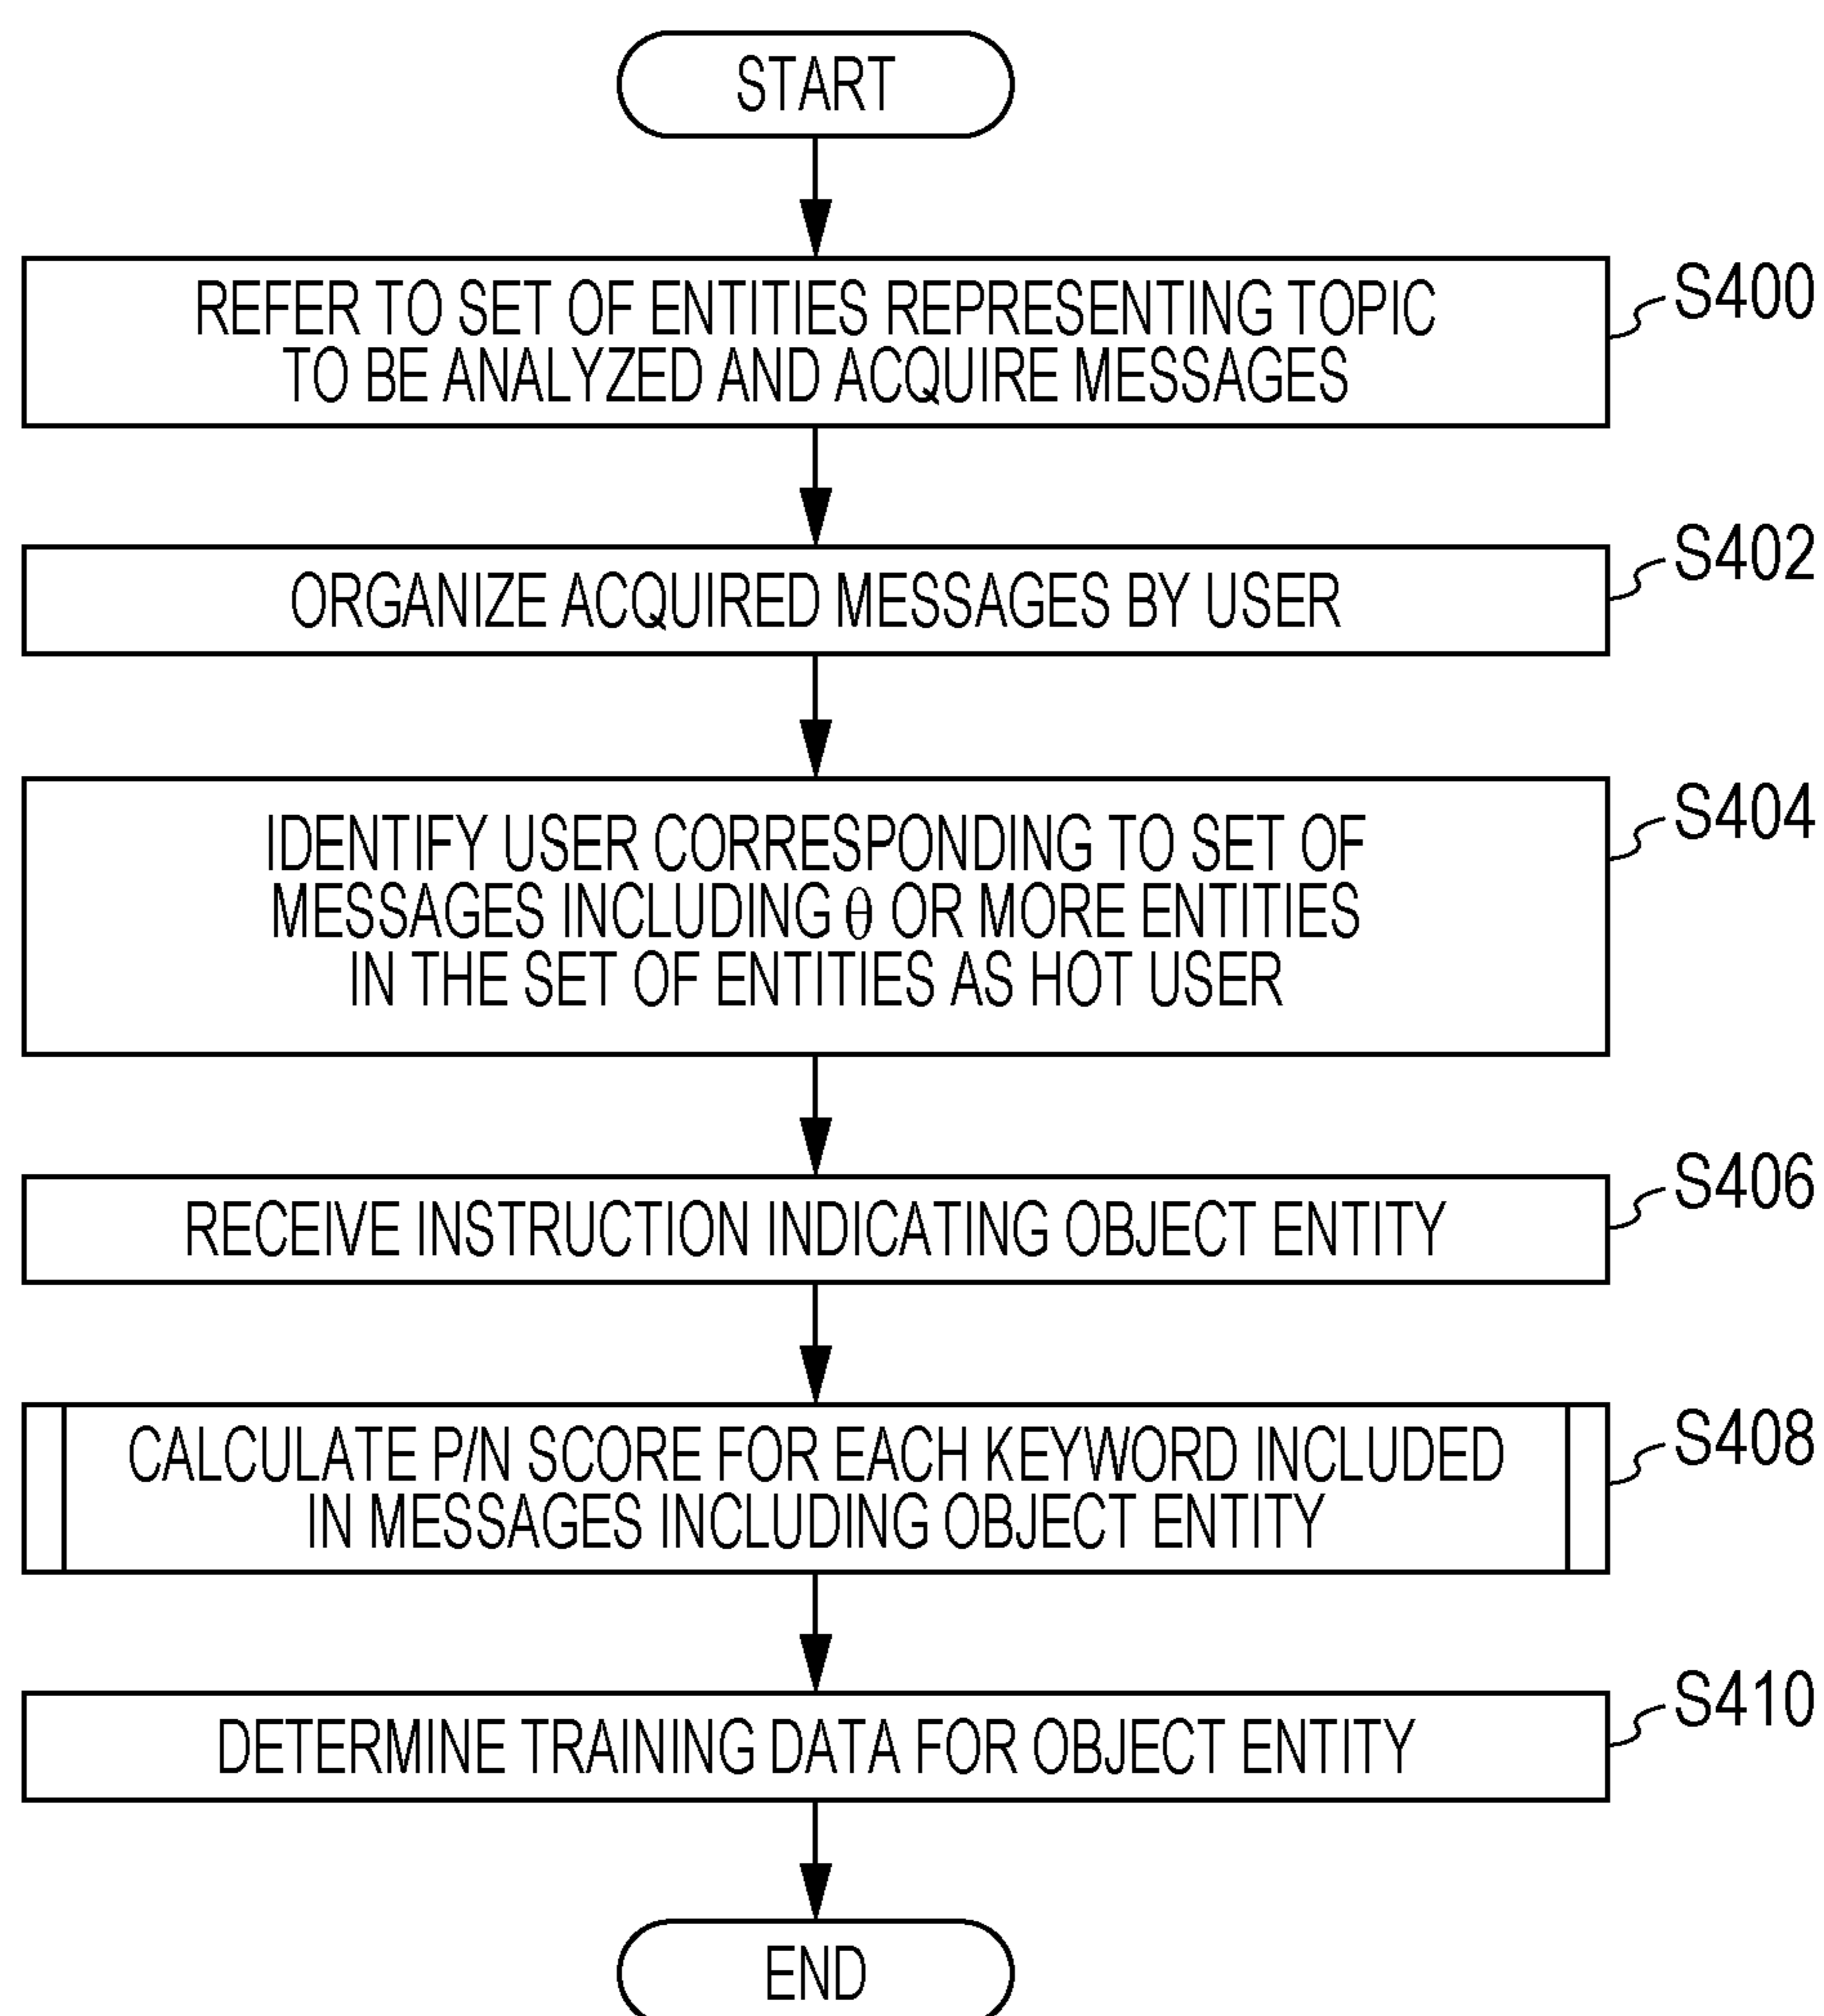 START
REFER TO SET OF ENTITIES REPRESENTING TOPIC
TO BE ANALYZED AND ACQUIRE MESSAGES
S400
ORGANIZE ACQUIRED MESSAGES BY USER
S402
IDENTIFY USER CORRESPONDING TO SET OF
MESSAGES INCLUDING θ OR MORE ENTITIES
IN THE SET OF ENTITIES AS HOT USER
S404
RECEIVE INSTRUCTION INDICATING OBJECT ENTITY
S406
CALCULATE P/N SCORE FOR EACH KEYWORD INCLUDED
IN MESSAGES INCLUDING OBJECT ENTITY
S408
DETERMINE TRAINING DATA FOR OBJECT ENTITY
S410
END